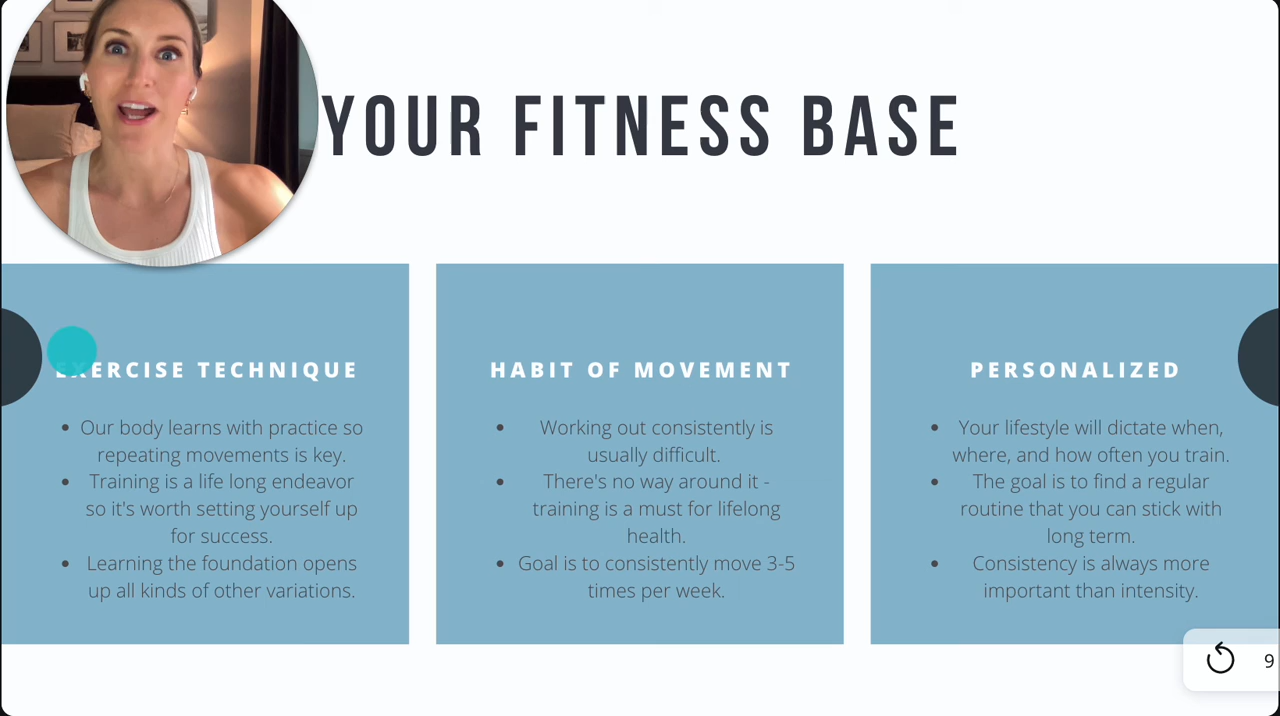 YOUR FITNESS BASE
EXERCISE TECHNIQUE
• Our body learns with practice so
repeating movements is key.
• Training is a life long endeavor
so it's worth setting yourself up
for success.
• Learning the foundation opens
up all kinds of other variations.
HABIT OF MOVEMENT
• Working out consistently is
usually difficult.
• There's no way around it -
training is a must for lifelong
health.
• Goal is to consistently move 3-5
times per week.
PERSONALIZED
• Your lifestyle will dictate when,
where, and how often you train.
• The goal is to find a regular
routine that you can stick with
long term.
• Consistency is always more
important than intensity.
9